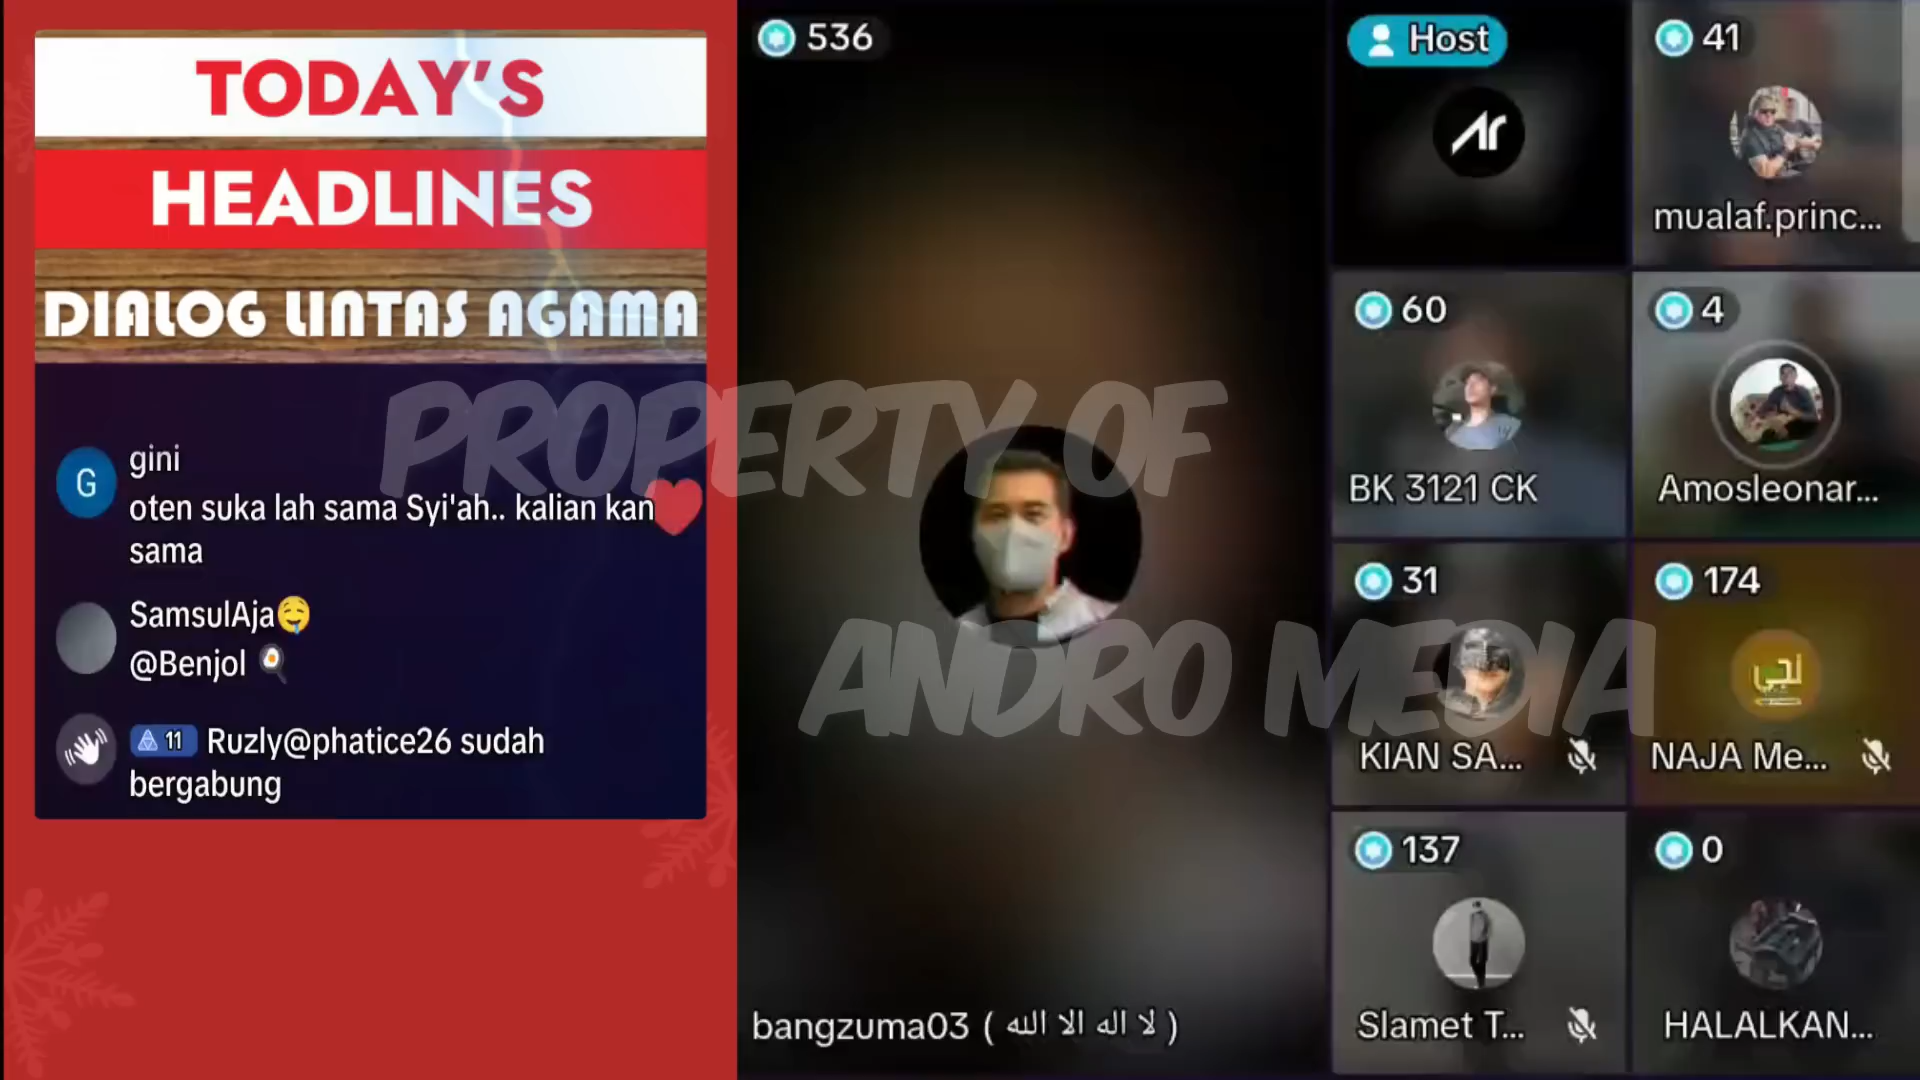 TODAY'S
HEADLINES
DIALOG LINTAS AGAMA
gini
oten suka lah sama Syi'ah.. kalian kan
sama
SamsulAja🤤
@Benjol 🍳
11 Ruzly@phatice26 sudah
bergabung
PROPERTY OF
ANDRO MEDIA
536
bangzuma03 ( لا اله الا الله )
Host
41
mualaf.princ...
60
BK 3121 CK
4
Amosleonar...
31
KIAN SA...
174
نجى
NAJA Me...
137
Slamet T...
0
HALALKAN...
G
Ar